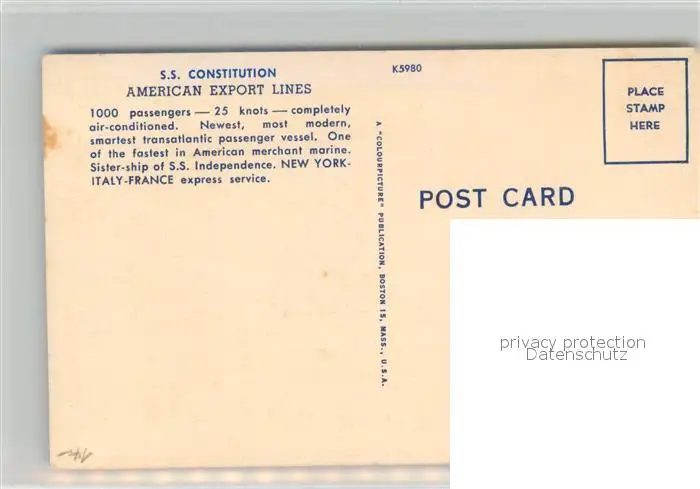 S.S. CONSTITUTION
AMERICAN EXPORT LINES
1000 passengers — 25 knots — completely
air-conditioned. Newest, most modern,
smartest transatlantic passenger vessel. One
of the fastest in American merchant marine.
Sister-ship of S.S. Independence. NEW YORK-
ITALY-FRANCE express service.
K5980
A "COLOURPICTURE" PUBLICATION, BOSTON 15, MASS., U.S.A.
PLACE
STAMP
HERE
POST CARD
privacy protection
Datenschutz